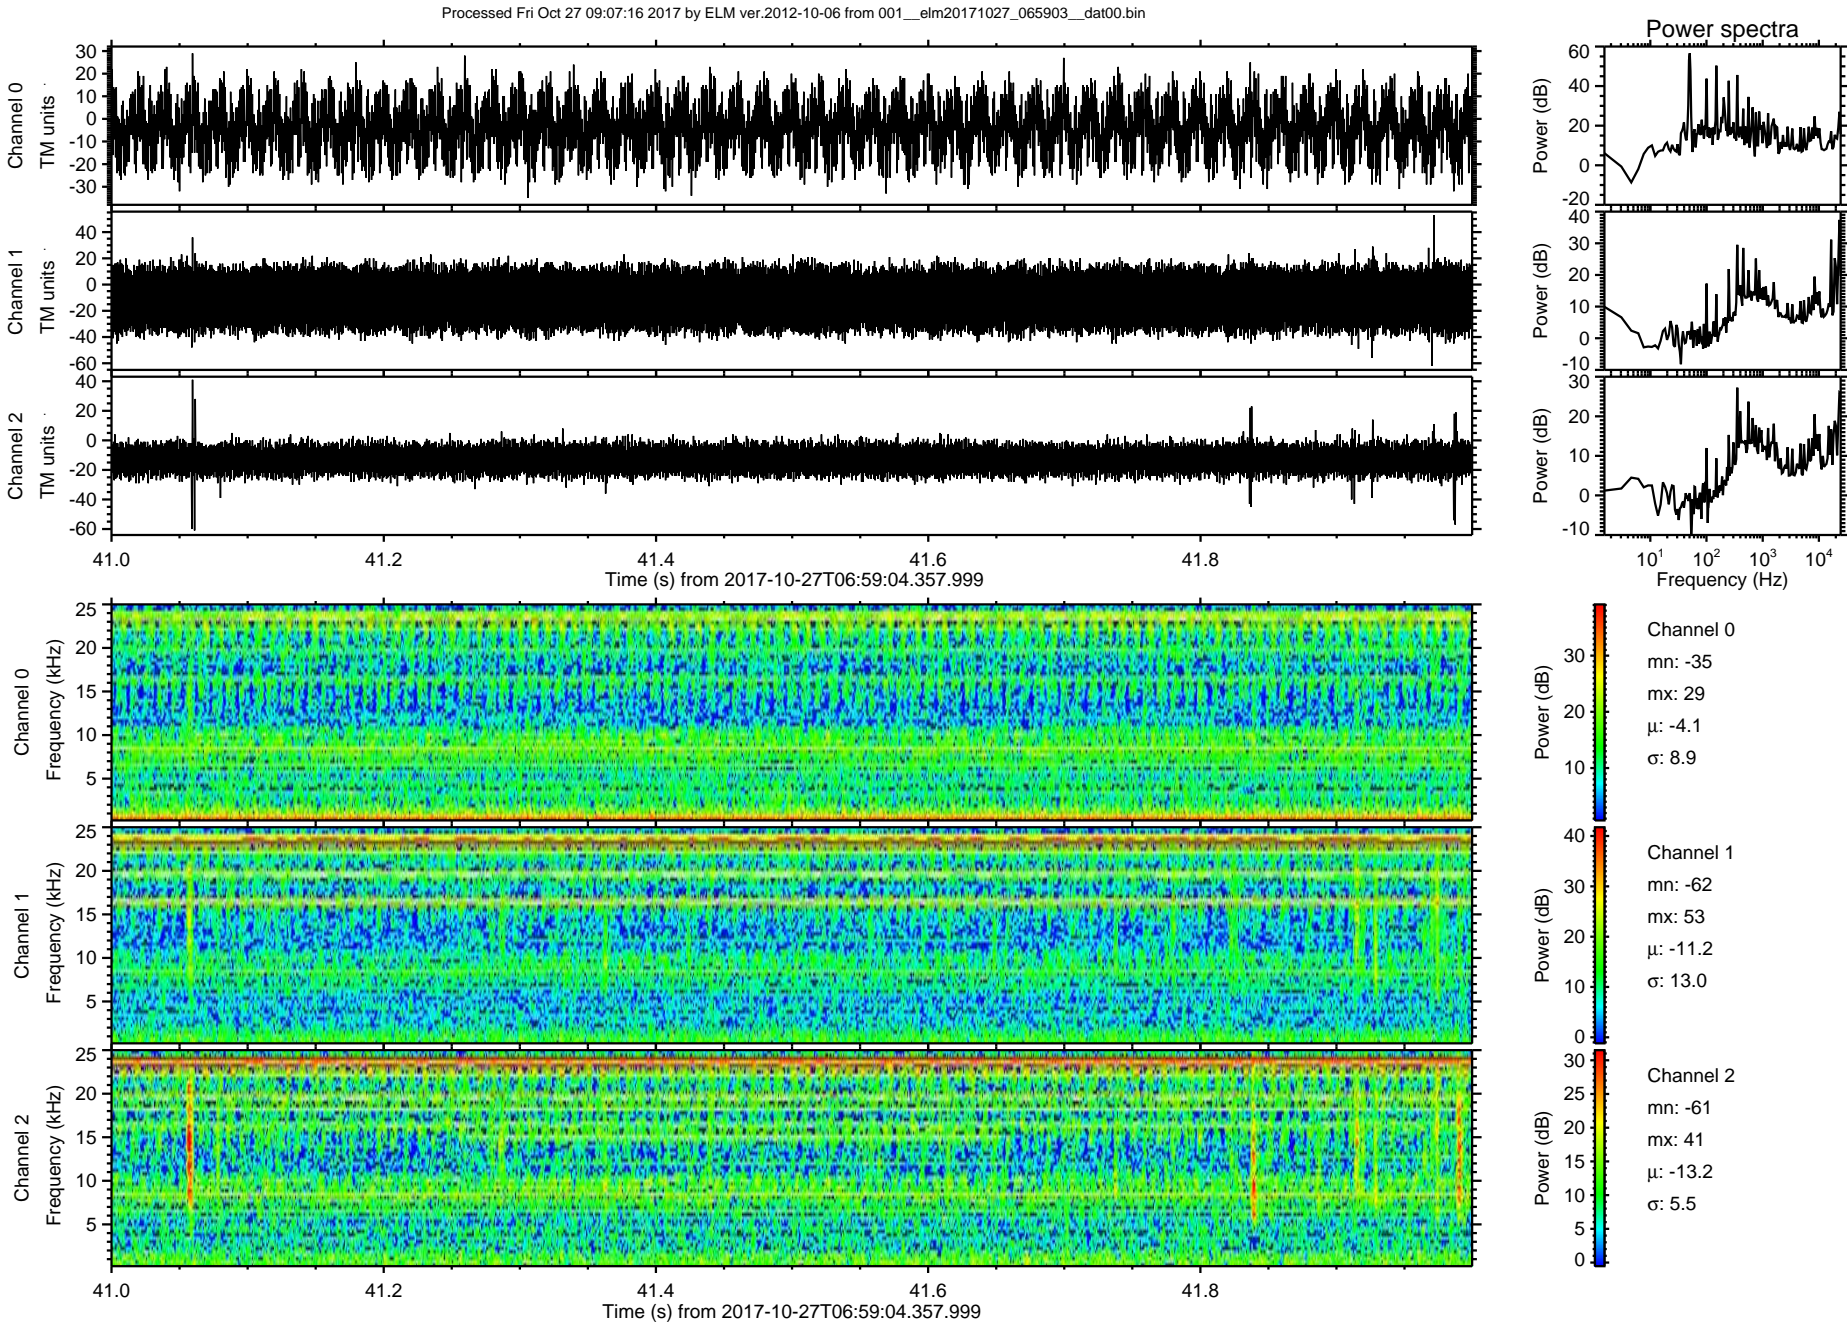 Processed Fri Oct 27 09:07:16 2017 by ELM ver.2012-10-06 from 001__elm20171027_065903__dat00.bin
Power spectra
Channel 0
TM units
30
20
10
0
-10
-20
-30
Power (dB)
60
40
20
0
-20
Channel 1
TM units
40
20
0
-20
-40
-60
Power (dB)
40
30
20
10
0
-10
Channel 2
TM units
40
20
0
-20
-40
-60
Power (dB)
30
20
10
0
-10
41.0 41.2 41.4 41.6 41.8
Time (s) from 2017-10-27T06:59:04.357.999
10^1 10^2 10^3 10^4
Frequency (Hz)
Channel 0
Frequency (kHz)
25
20
15
10
5
Power (dB)
30
20
10
Channel 0
mn: -35
mx: 29
μ: -4.1
σ: 8.9
Channel 1
Frequency (kHz)
25
20
15
10
5
Power (dB)
40
30
20
10
0
Channel 1
mn: -62
mx: 53
μ: -11.2
σ: 13.0
Channel 2
Frequency (kHz)
25
20
15
10
5
Power (dB)
30
25
20
15
10
5
0
Channel 2
mn: -61
mx: 41
μ: -13.2
σ: 5.5
41.0 41.2 41.4 41.6 41.8
Time (s) from 2017-10-27T06:59:04.357.999